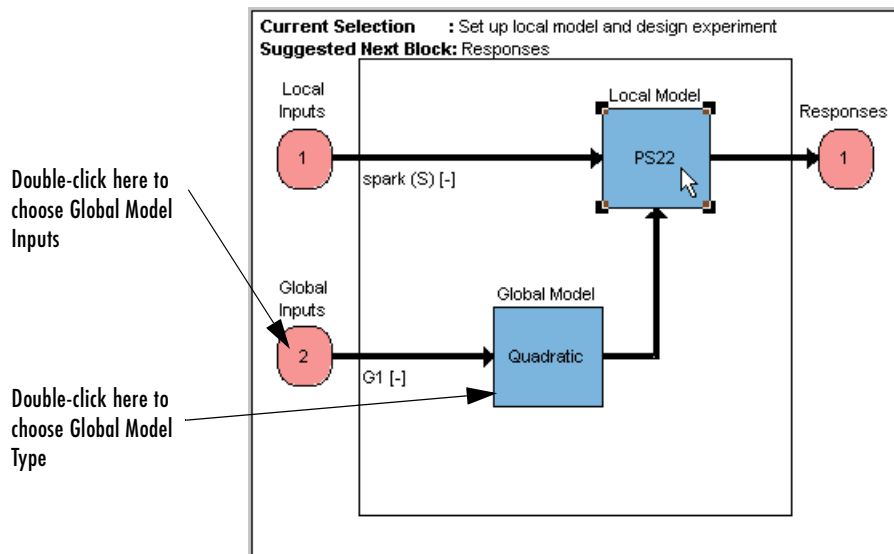 Current Selection : Set up local model and design experiment
Suggested Next Block: Responses
Local
Inputs
1
spark (S) [-]
Local Model
PS22
Responses
1
Double-click here to
choose Global Model
Inputs
Global
Inputs
2
G1 [-]
Global Model
Quadratic
Double-click here to
choose Global Model
Type